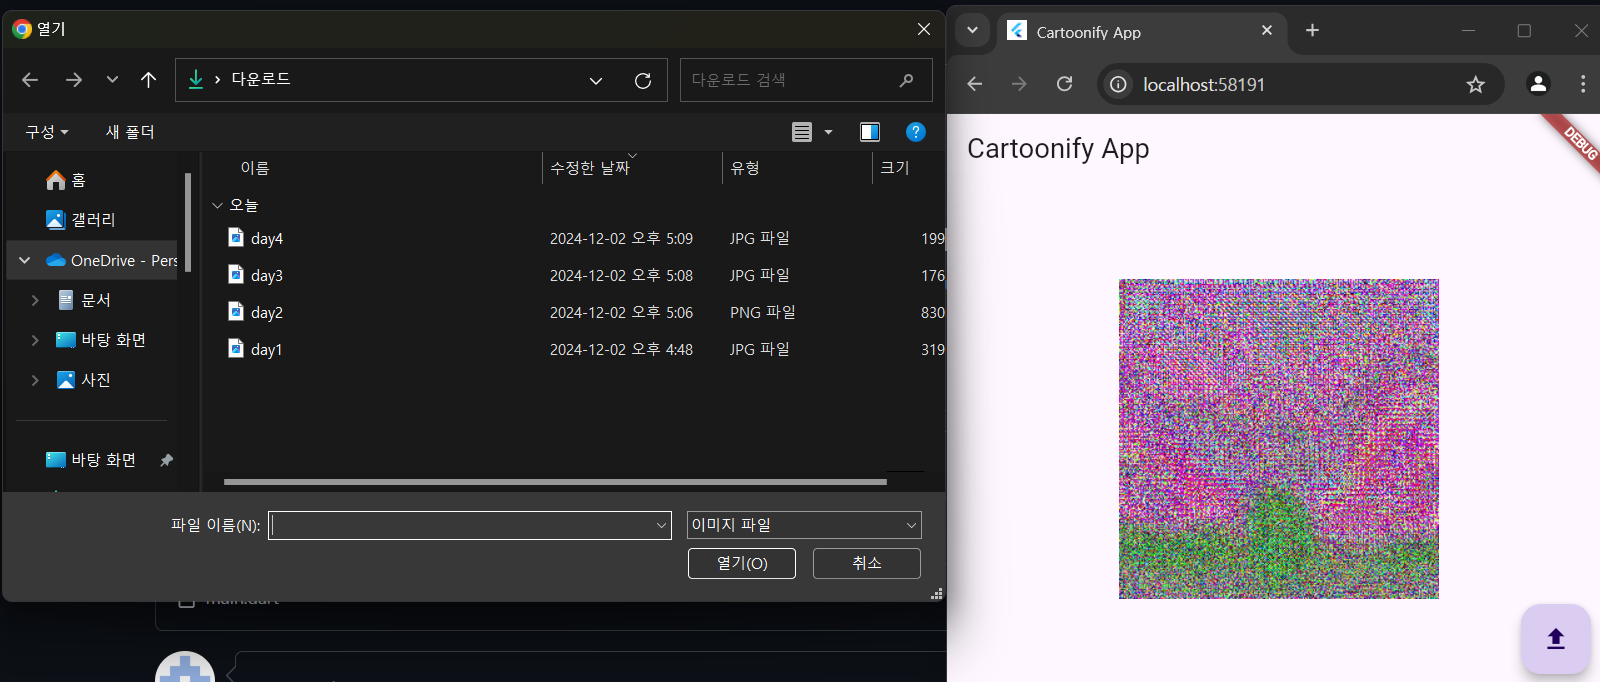 열기
다운로드
다운로드 검색
구성
새 폴더
홈
갤러리
OneDrive - Pers
문서
바탕 화면
사진
바탕 화면
이름
수정한 날짜
유형
크기
오늘
day4
2024-12-02 오후 5:09
JPG 파일
199
day3
2024-12-02 오후 5:08
JPG 파일
176
day2
2024-12-02 오후 5:06
PNG 파일
830
day1
2024-12-02 오후 4:48
JPG 파일
319
파일 이름(N):
이미지 파일
열기(O)
취소
main.dart
Cartoonify App
localhost:58191
Cartoonify App
DEBUG